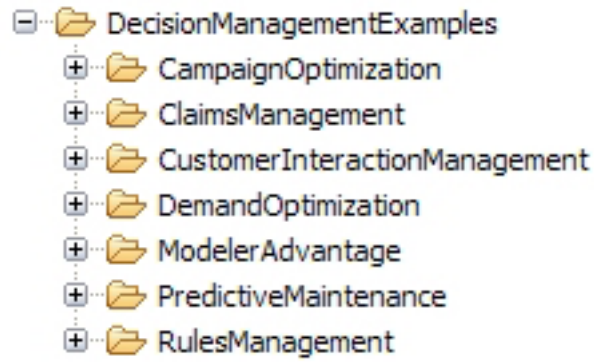 DecisionManagementExamples
CampaignOptimization
ClaimsManagement
CustomerInteractionManagement
DemandOptimization
ModelerAdvantage
PredictiveMaintenance
RulesManagement